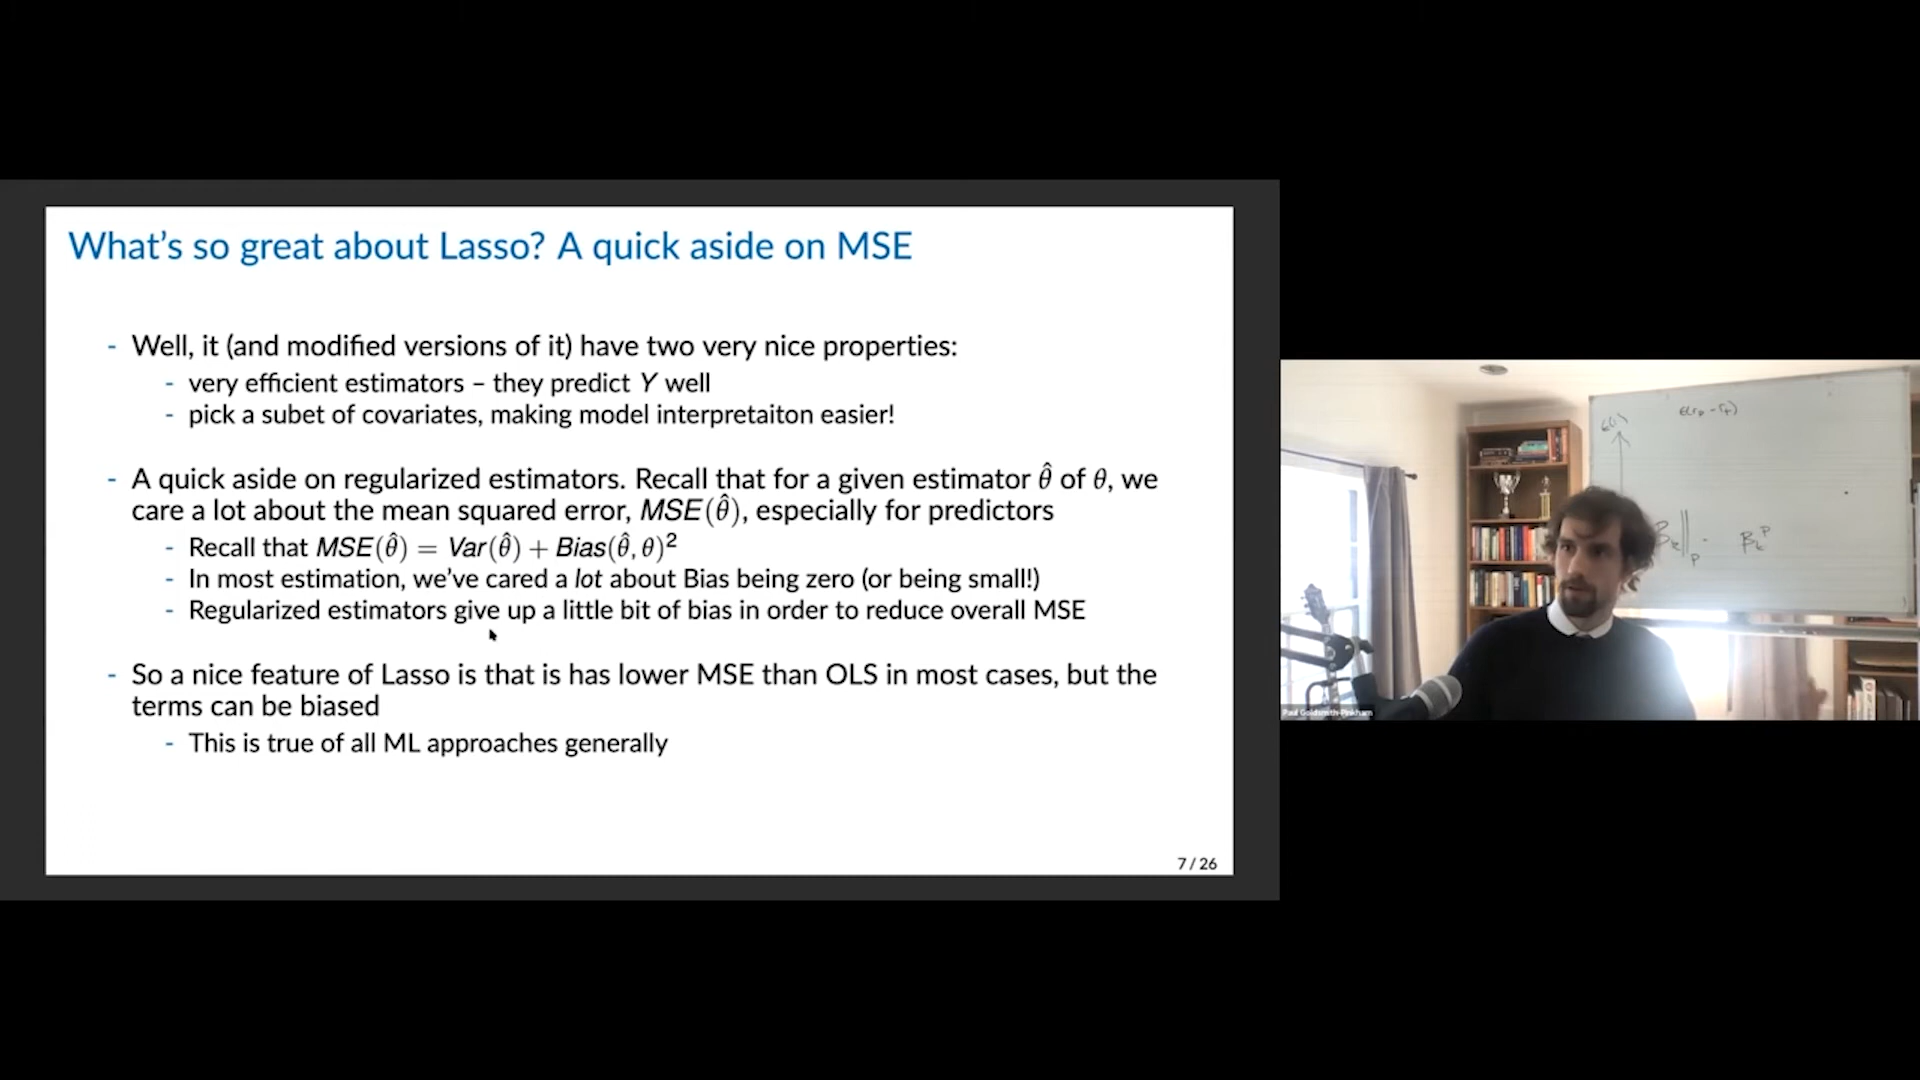 What's so great about Lasso? A quick aside on MSE
- Well, it (and modified versions of it) have two very nice properties:
- very efficient estimators – they predict Y well
- pick a subet of covariates, making model interpretaiton easier!
- A quick aside on regularized estimators. Recall that for a given estimator θ̂ of θ, we
care a lot about the mean squared error, MSE(θ̂), especially for predictors
- Recall that MSE(θ̂) = Var(θ̂) + Bias(θ̂, θ)²
- In most estimation, we've cared a lot about Bias being zero (or being small!)
- Regularized estimators give up a little bit of bias in order to reduce overall MSE
- So a nice feature of Lasso is that is has lower MSE than OLS in most cases, but the
terms can be biased
- This is true of all ML approaches generally
7 / 26
Paul Goldsmith-Pinkham